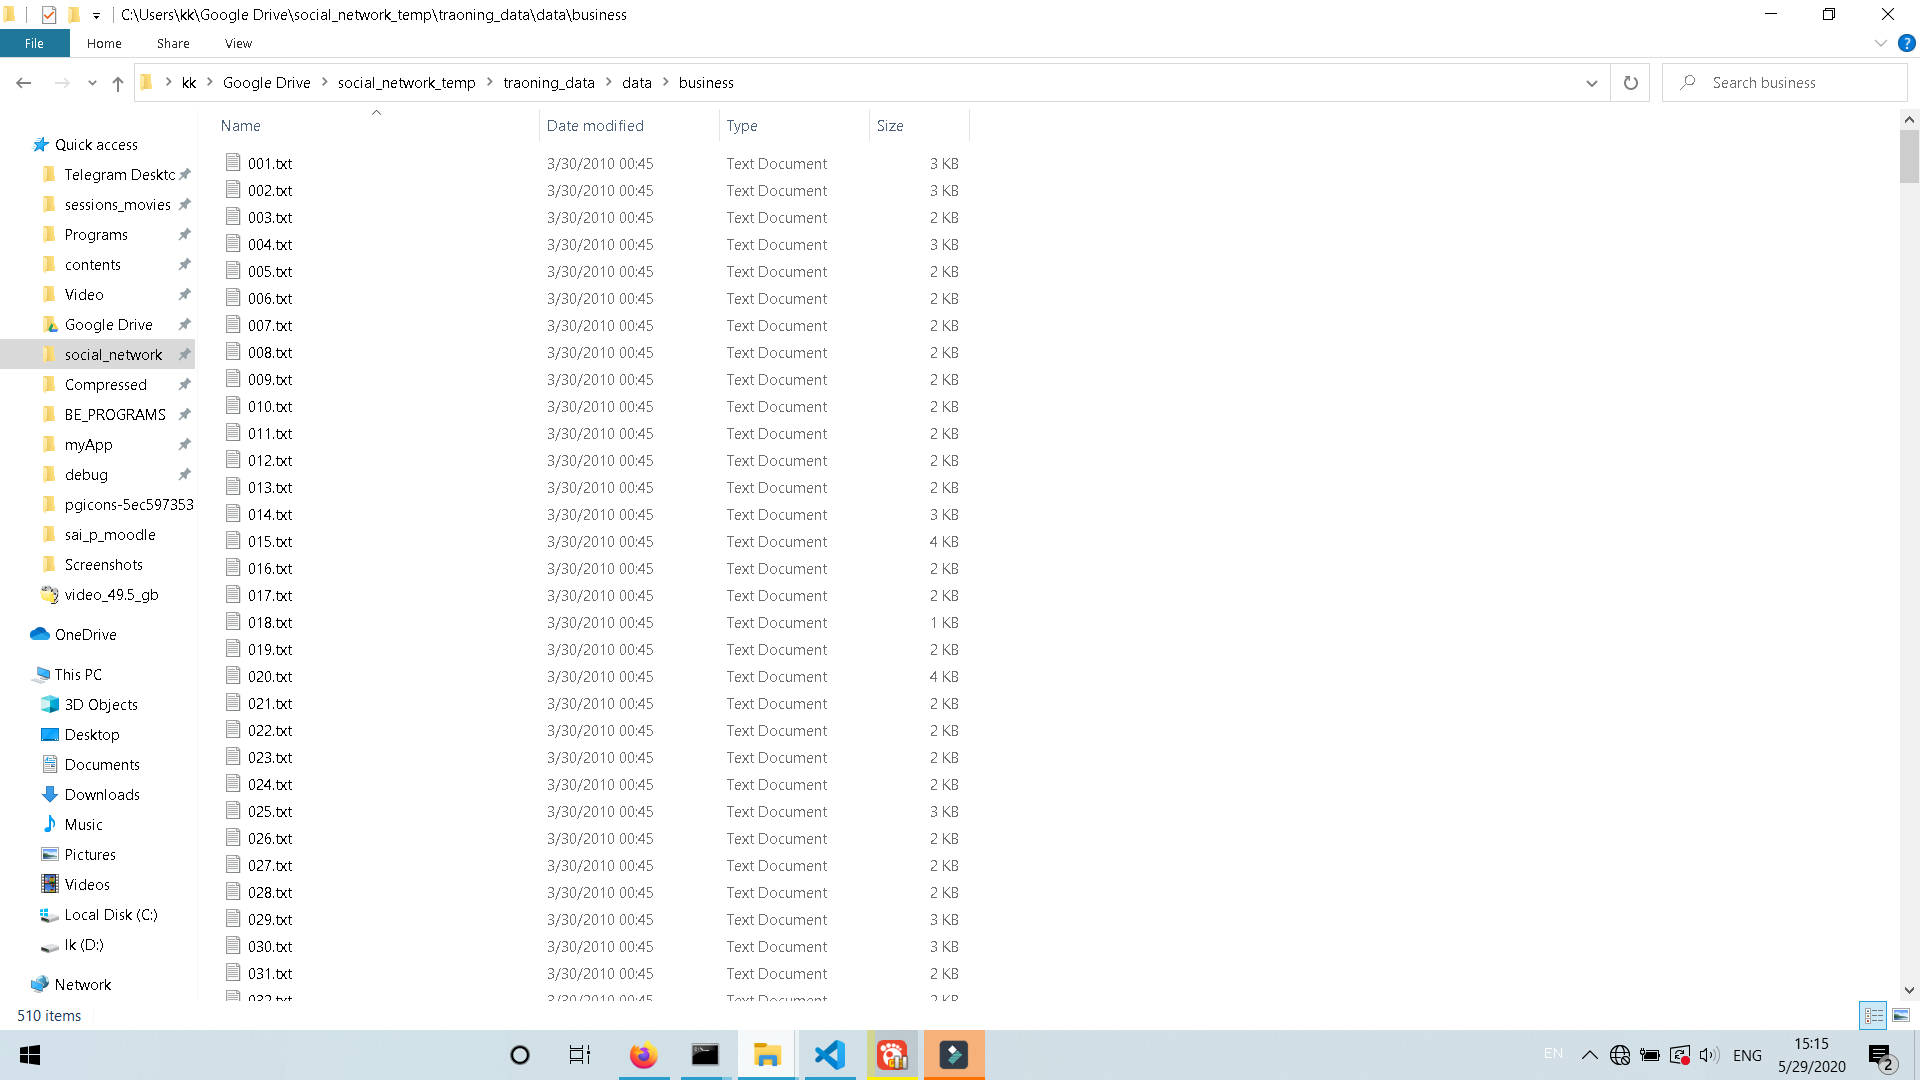 C:\Users\kk\Google Drive\social_network_temp\traoning_data\data\business
File Home Share View
kk Google Drive social_network_temp traoning_data data business Search business
Name Date modified Type Size
Quick access
Telegram Deskto
sessions_movies
Programs
contents
Video
Google Drive
social_network
Compressed
BE_PROGRAMS
myApp
debug
pgicons-5ec597353
sai_p_moodle
Screenshots
video_49.5_gb
OneDrive
This PC
3D Objects
Desktop
Documents
Downloads
Music
Pictures
Videos
Local Disk (C:)
lk (D:)
Network
001.txt 3/30/2010 00:45 Text Document 3 KB
002.txt 3/30/2010 00:45 Text Document 3 KB
003.txt 3/30/2010 00:45 Text Document 2 KB
004.txt 3/30/2010 00:45 Text Document 3 KB
005.txt 3/30/2010 00:45 Text Document 2 KB
006.txt 3/30/2010 00:45 Text Document 2 KB
007.txt 3/30/2010 00:45 Text Document 2 KB
008.txt 3/30/2010 00:45 Text Document 2 KB
009.txt 3/30/2010 00:45 Text Document 2 KB
010.txt 3/30/2010 00:45 Text Document 2 KB
011.txt 3/30/2010 00:45 Text Document 2 KB
012.txt 3/30/2010 00:45 Text Document 2 KB
013.txt 3/30/2010 00:45 Text Document 2 KB
014.txt 3/30/2010 00:45 Text Document 3 KB
015.txt 3/30/2010 00:45 Text Document 4 KB
016.txt 3/30/2010 00:45 Text Document 2 KB
017.txt 3/30/2010 00:45 Text Document 2 KB
018.txt 3/30/2010 00:45 Text Document 1 KB
019.txt 3/30/2010 00:45 Text Document 2 KB
020.txt 3/30/2010 00:45 Text Document 4 KB
021.txt 3/30/2010 00:45 Text Document 2 KB
022.txt 3/30/2010 00:45 Text Document 2 KB
023.txt 3/30/2010 00:45 Text Document 2 KB
024.txt 3/30/2010 00:45 Text Document 2 KB
025.txt 3/30/2010 00:45 Text Document 3 KB
026.txt 3/30/2010 00:45 Text Document 2 KB
027.txt 3/30/2010 00:45 Text Document 2 KB
028.txt 3/30/2010 00:45 Text Document 2 KB
029.txt 3/30/2010 00:45 Text Document 3 KB
030.txt 3/30/2010 00:45 Text Document 3 KB
031.txt 3/30/2010 00:45 Text Document 2 KB
032.txt 3/30/2010 00:45 Text Document 2 KB
510 items
EN ENG 15:15
5/29/2020 2